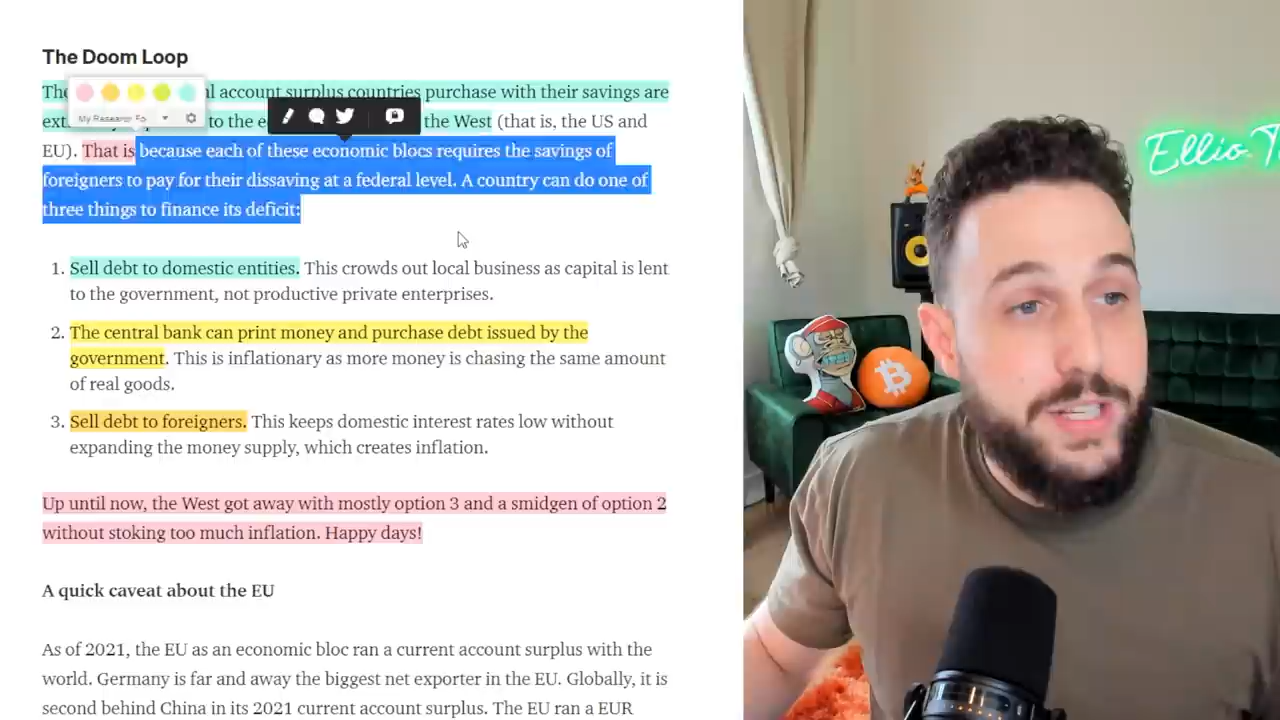 The Doom Loop
The l account surplus countries purchase with their savings are
to the e the West (that is, the US and
My Research Fo
EU). That is because each of these economic blocs requires the savings of
foreigners to pay for their dissaving at a federal level. A country can do one of
three things to finance its deficit:
1. Sell debt to domestic entities. This crowds out local business as capital is lent
to the government, not productive private enterprises.
2. The central bank can print money and purchase debt issued by the
government. This is inflationary as more money is chasing the same amount
of real goods.
3. Sell debt to foreigners. This keeps domestic interest rates low without
expanding the money supply, which creates inflation.
Up until now, the West got away with mostly option 3 and a smidgen of option 2
without stoking too much inflation. Happy days!
A quick caveat about the EU
As of 2021, the EU as an economic bloc ran a current account surplus with the
world. Germany is far and away the biggest net exporter in the EU. Globally, it is
second behind China in its 2021 current account surplus. The EU ran a EUR
Ellio T